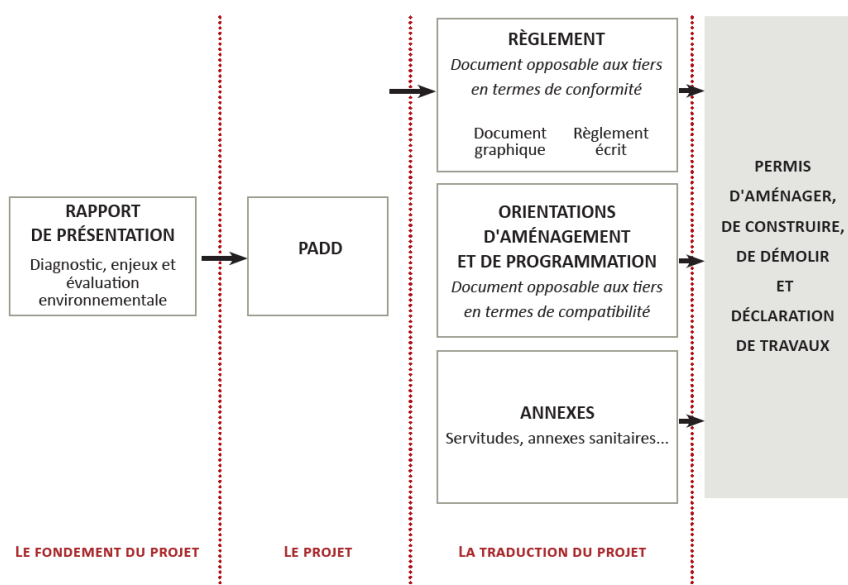 RAPPORT
DE PRÉSENTATION
Diagnostic, enjeux et
évaluation
environnementale
PADD
RÈGLEMENT
Document opposable aux tiers
en termes de conformité
Document Règlement
graphique écrit
ORIENTATIONS
D'AMÉNAGEMENT
ET DE PROGRAMMATION
Document opposable aux tiers
en termes de compatibilité
ANNEXES
Servitudes, annexes sanitaires...
PERMIS
D'AMÉNAGER,
DE CONSTRUIRE,
DE DÉMOLIR
ET
DÉCLARATION
DE TRAVAUX
LE FONDEMENT DU PROJET
LE PROJET
LA TRADUCTION DU PROJET